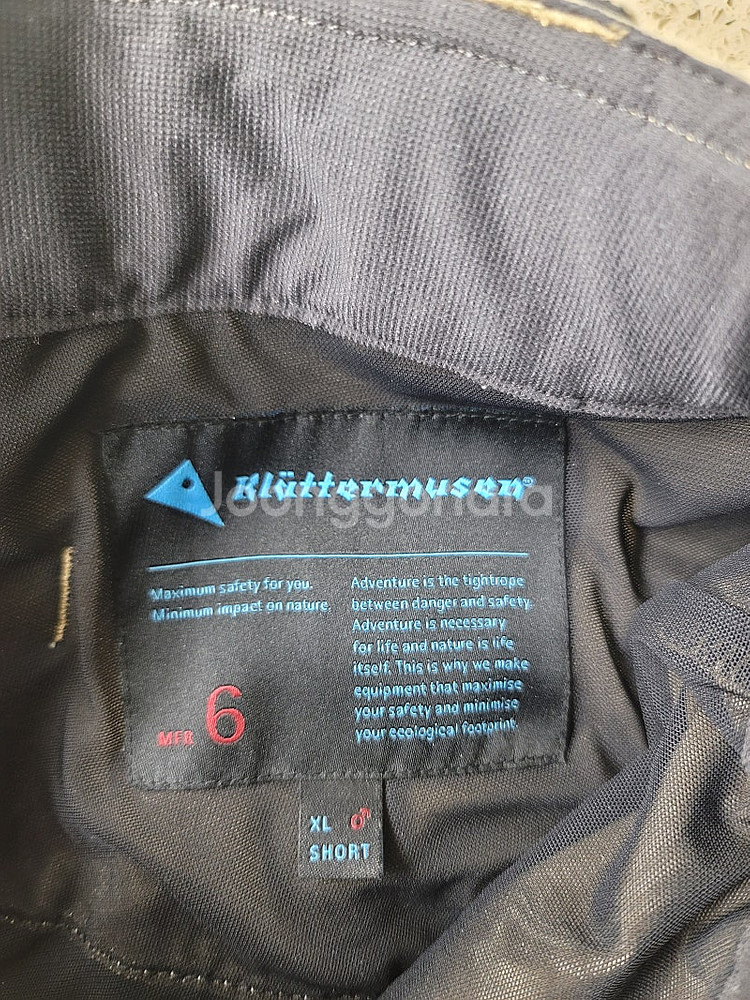 Klättermusen®
Joonggonara
Maximum safety for you.
Minimum impact on nature.
Adventure is the tightrope
between danger and safety.
Adventure is necessary
for life and nature is life
itself. This is why we make
equipment that maximise
your safety and minimise
your ecological footprint.
MFR 6
XL ♂
SHORT